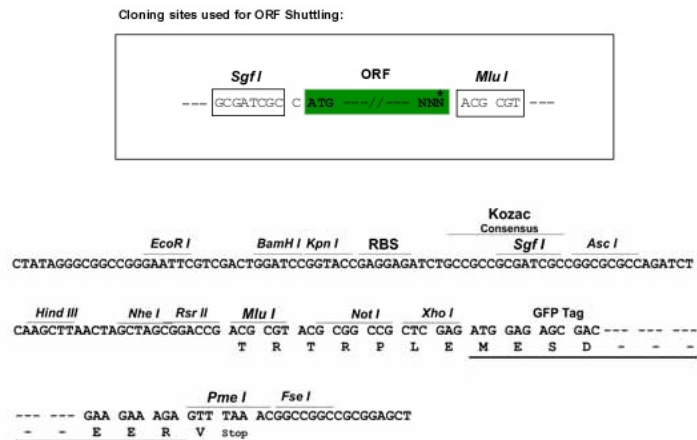 Cloning sites used for ORF Shuttling:
Sgf I ORF Mlu I
*
--- GCGATCGC C ATG ---//--- NNN ACG CGT ---
Kozac
Consensus
EcoR I BamH I Kpn I RBS Sgf I Asc I
CTATAGGGCGGCCGGGAATTCGTCGACTGGATCCGGTACCGAGGAGATCTGCCGCCGCGATCGCCGGCGCGCCAGATCT
Hind III Nhe I Rsr II Mlu I Not I Xho I GFP Tag
CAAGCTTAACTAGCTAGCGGACCG ACG CGT ACG CGG CCG CTC GAG ATG GAG AGC GAC--- --- ---
T R T R P L E M E S D - - -
Pme I Fse I
--- --- GAA GAA AGA GTT TAA ACGGCCGGCCGCGGAGCT
- - E E R V Stop